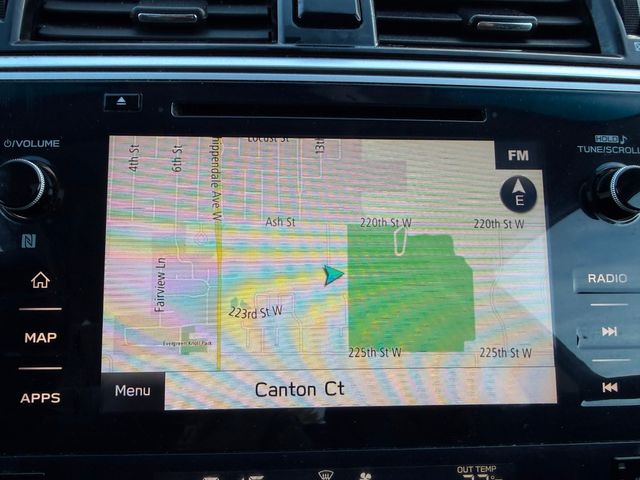 ⏻/VOLUME
HOLD
TUNE/SCROLL
FM
E
4th St
6th St
Chippendale Ave W
Locust St
13th
Ash St
220th St W
220th St W
Fairview Ln
223rd St W
Evergreen Knoll Park
225th St W
225th St W
Menu
Canton Ct
MAP
APPS
RADIO
OUT TEMP